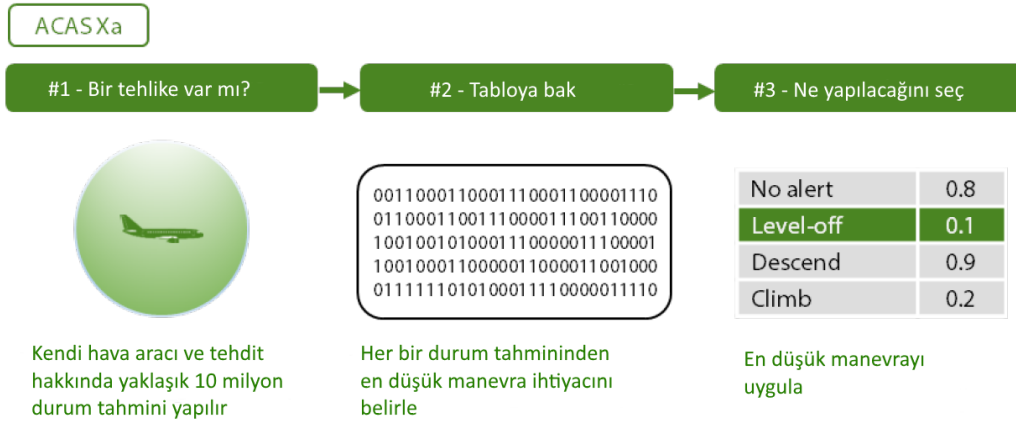 ACAS Xa
#1 - Bir tehlike var mı?
#2 - Tabloya bak
#3 - Ne yapılacağını seç
0011000110001110001100001110
0110001100111000011100110000
1001001010001110000011100001
1001000110000011000011001000
0111111010100011110000011110
No alert 0.8
Level-off 0.1
Descend 0.9
Climb 0.2
Kendi hava aracı ve tehdit
hakkında yaklaşık 10 milyon
durum tahmini yapılır
Her bir durum tahmininden
en düşük manevra ihtiyacını
belirle
En düşük manevrayı
uygula